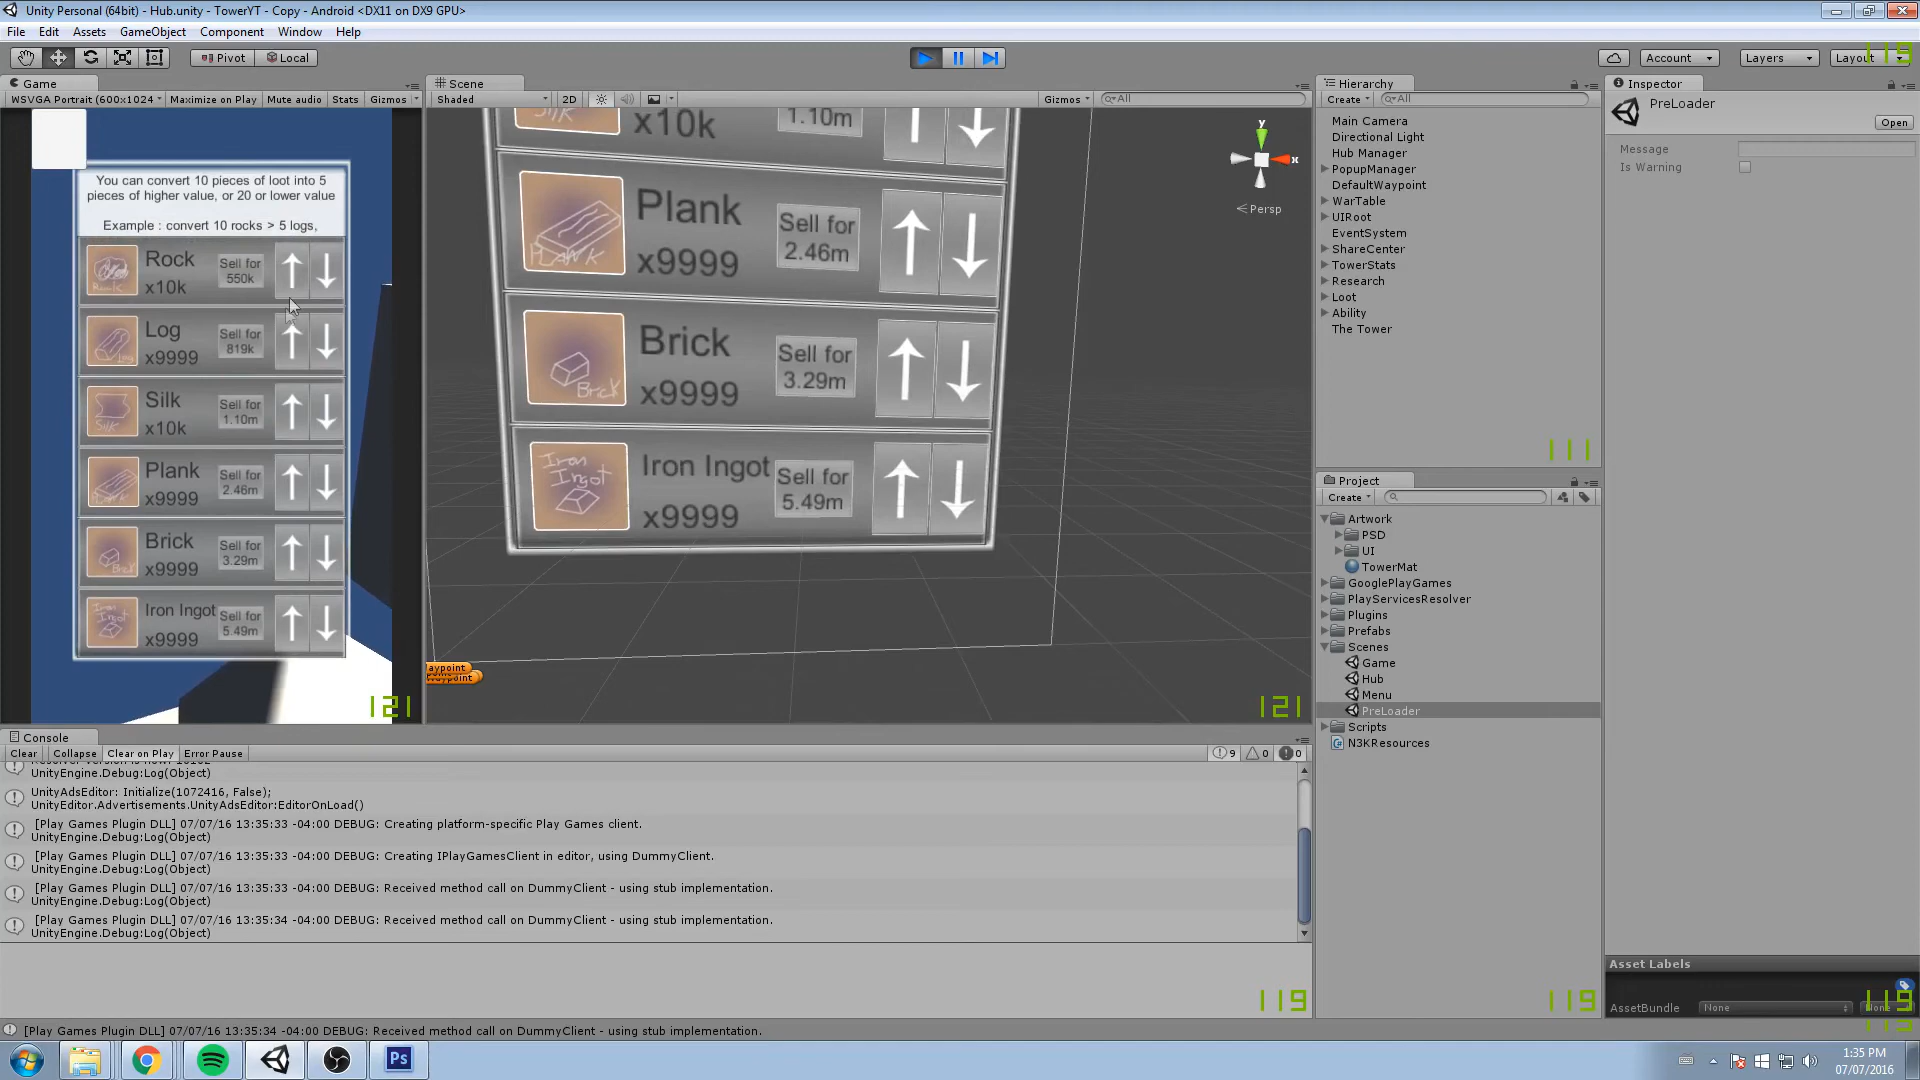 Unity Personal (64bit) - Hub.unity - TowerYT - Copy - Android <DX11 on DX9 GPU>
File Edit Assets GameObject Component Window Help
Pivot Local
Account Layers Layout
119
Game
WSVGA Portrait (600x1024 Maximize on Play Mute audio Stats Gizmos
You can convert 10 pieces of loot into 5
pieces of higher value, or 20 or lower value
Example : convert 10 rocks > 5 logs,
Rock
x10k
Sell for
550k
Log
x9999
Sell for
819k
Silk
x10k
Sell for
1.10m
Plank
x9999
Sell for
2.46m
Brick
x9999
Sell for
3.29m
Iron Ingot
x9999
Sell for
5.49m
121
Scene
Shaded 2D Gizmos All
x10k
1.10m
Plank
x9999
Sell for
2.46m
Brick
x9999
Sell for
3.29m
Iron Ingot
x9999
Sell for
5.49m
y
x
Persp
aypoint
aypoint
121
Hierarchy
Create All
Main Camera
Directional Light
Hub Manager
PopupManager
DefaultWaypoint
WarTable
UIRoot
EventSystem
ShareCenter
TowerStats
Research
Loot
Ability
The Tower
111
Project
Create
Artwork
PSD
UI
TowerMat
GooglePlayGames
PlayServicesResolver
Plugins
Prefabs
Scenes
Game
Hub
Menu
PreLoader
Scripts
N3KResources
119
Inspector
PreLoader
Open
Message
Is Warning
Asset Labels
AssetBundle None
119
Console
Clear Collapse Clear on Play Error Pause 9 0 0
UnityEngine.Debug:Log(Object)
UnityAdsEditor: Initialize(1072416, False);
UnityEditor.Advertisements.UnityAdsEditor:EditorOnLoad()
[Play Games Plugin DLL] 07/07/16 13:35:33 -04:00 DEBUG: Creating platform-specific Play Games client.
UnityEngine.Debug:Log(Object)
[Play Games Plugin DLL] 07/07/16 13:35:33 -04:00 DEBUG: Creating IPlayGamesClient in editor, using DummyClient.
UnityEngine.Debug:Log(Object)
[Play Games Plugin DLL] 07/07/16 13:35:33 -04:00 DEBUG: Received method call on DummyClient - using stub implementation.
UnityEngine.Debug:Log(Object)
[Play Games Plugin DLL] 07/07/16 13:35:34 -04:00 DEBUG: Received method call on DummyClient - using stub implementation.
UnityEngine.Debug:Log(Object)
119
[Play Games Plugin DLL] 07/07/16 13:35:34 -04:00 DEBUG: Received method call on DummyClient - using stub implementation.
Ps
1:35 PM
07/07/2016